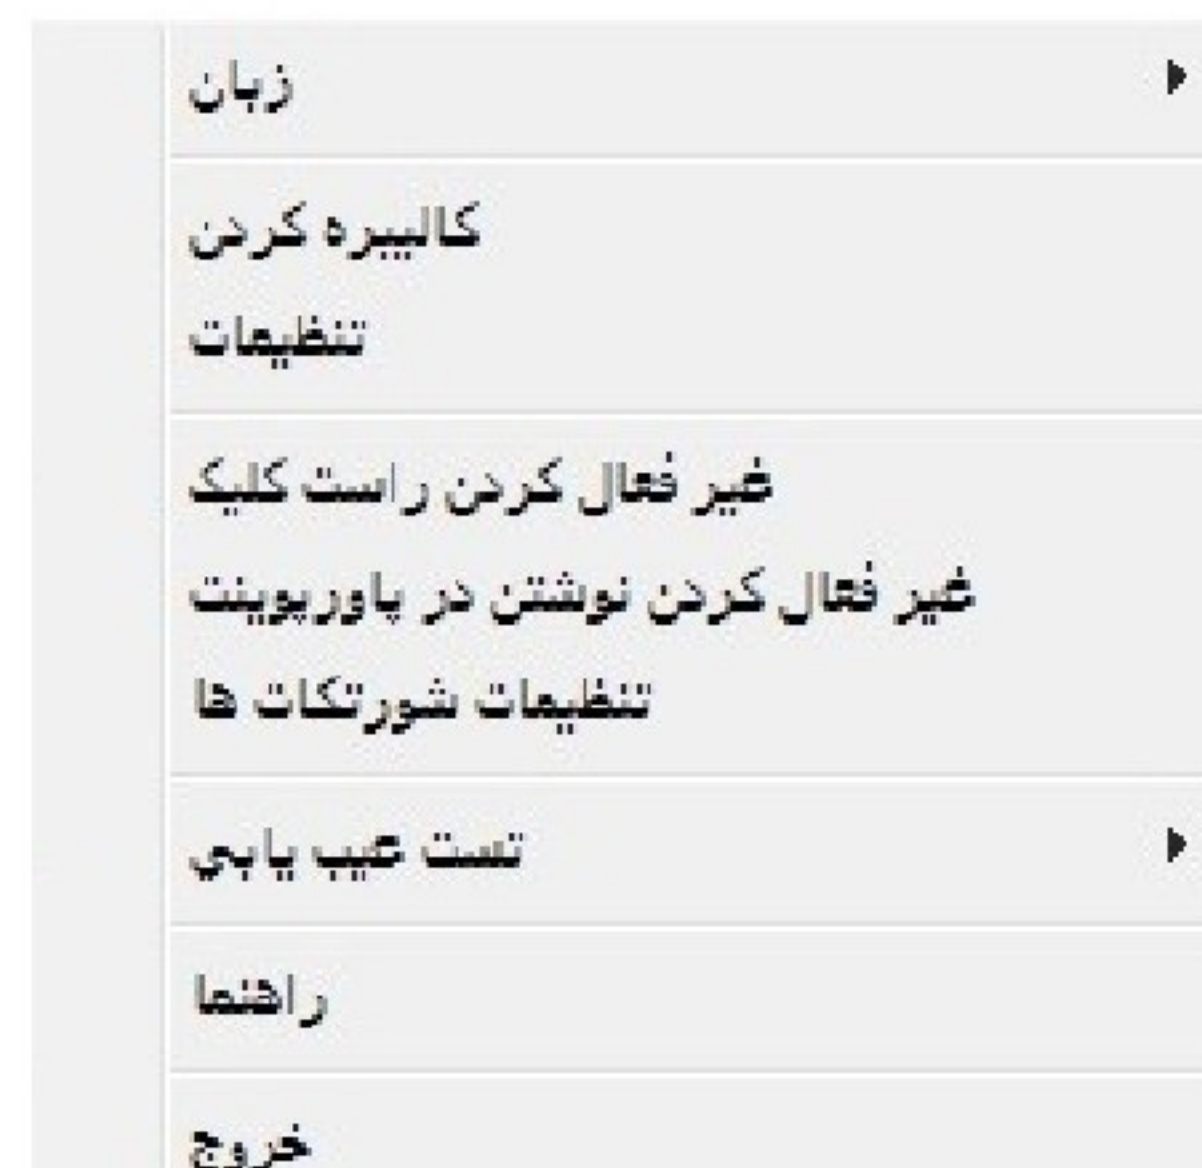 زبان
کالیبره کردن
تنظیمات
غیر فعال کردن راست کلیک
غیر فعال کردن نوشتن در پاورپوینت
تنظیمات شورتکات ها
تست عیب یابي
راهنما
خروج